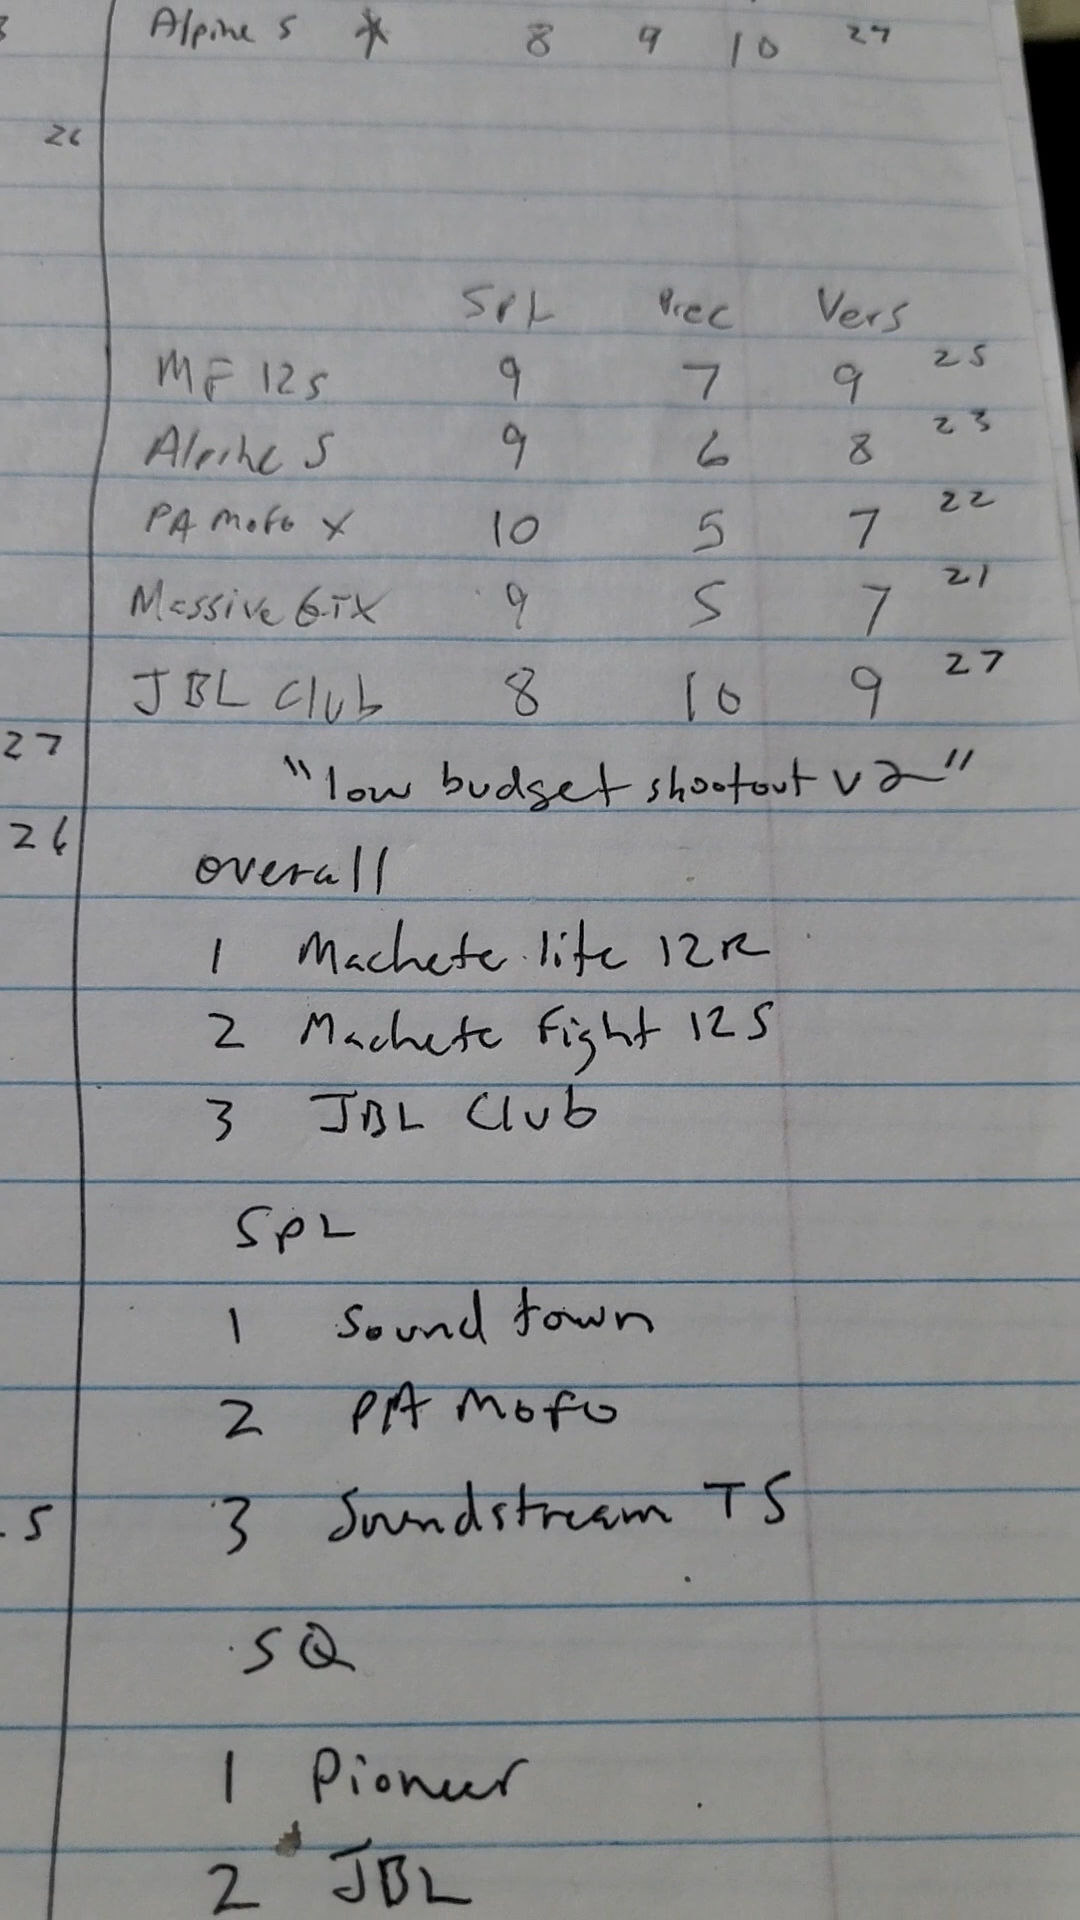 Alpine S * 8 9 10 27
26
SPL Prec Vers
MF 12s 9 7 9 25
Alpine S 9 6 8 23
PA Mofo X 10 5 7 22
Massive GTX 9 5 7 21
JBL Club 8 10 9 27
27
"low budget shootout v2"
26
overall
1 Machete lite 12R
2 Machete Fight 12S
3 JBL Club
SPL
1 Sound town
2 PA Mofo
3 Soundstream TS
5
SQ
1 Pioneer
2 JBL